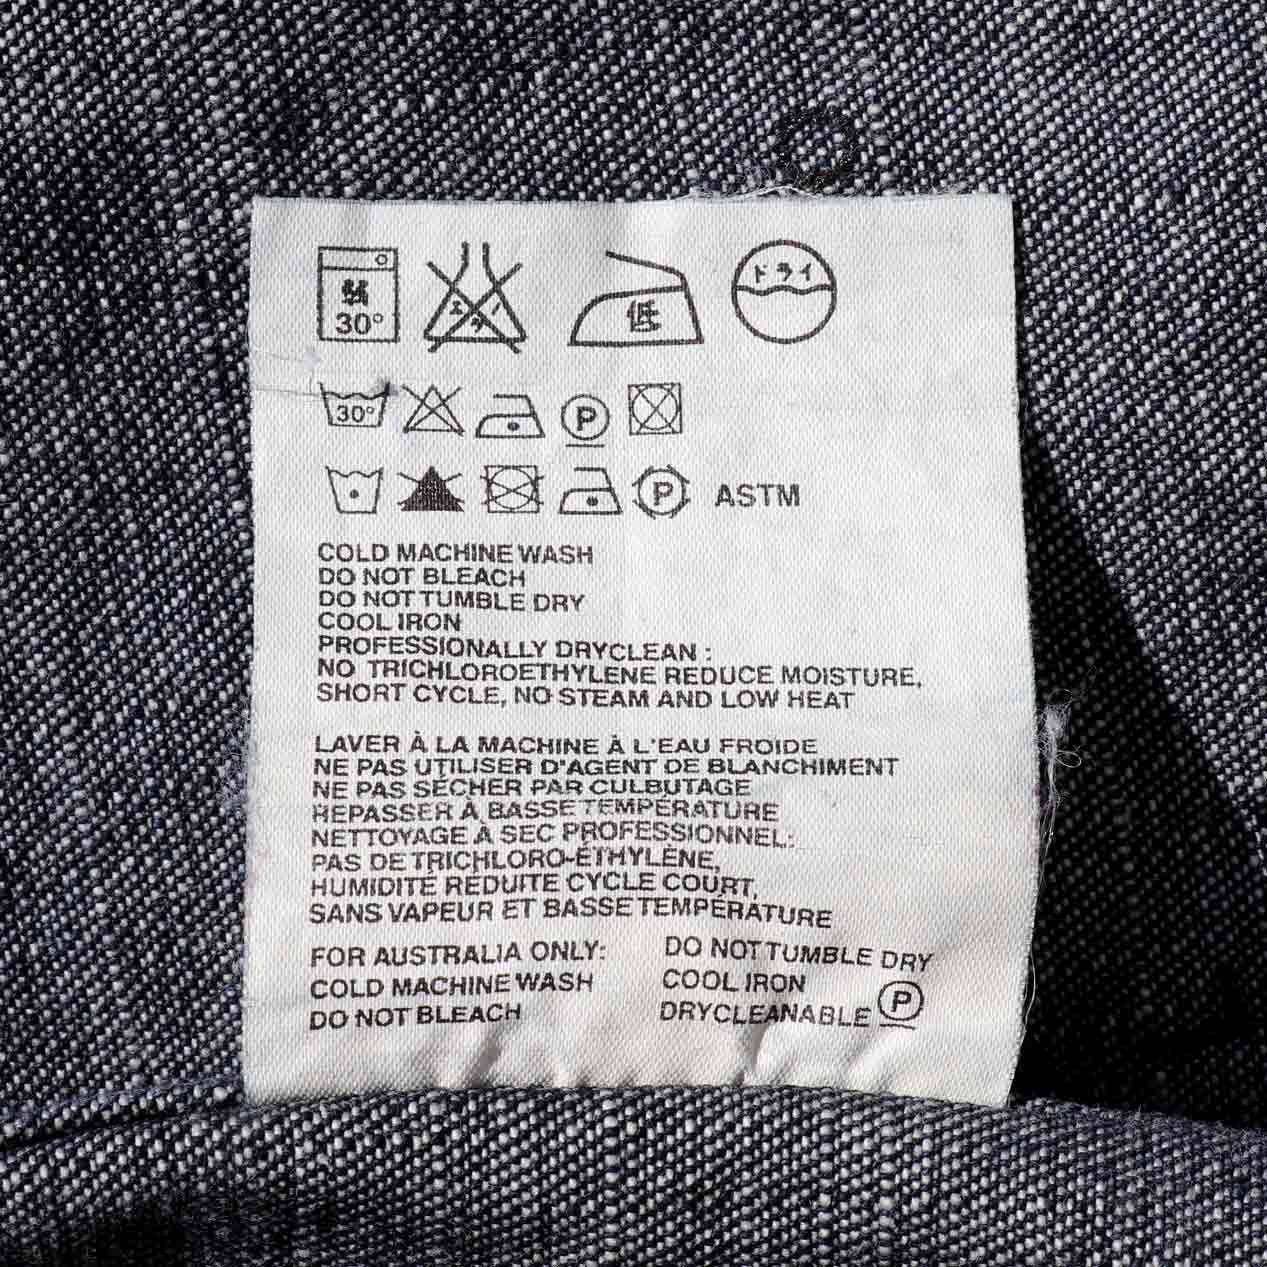 弱
30°
エンソ
低
ドライ
30°
P
P ASTM
COLD MACHINE WASH
DO NOT BLEACH
DO NOT TUMBLE DRY
COOL IRON
PROFESSIONALLY DRYCLEAN :
NO TRICHLOROETHYLENE REDUCE MOISTURE,
SHORT CYCLE, NO STEAM AND LOW HEAT
LAVER À LA MACHINE À L'EAU FROIDE
NE PAS UTILISER D'AGENT DE BLANCHIMENT
NE PAS SÉCHER PAR CULBUTAGE
REPASSER À BASSE TEMPÉRATURE
NETTOYAGE À SEC PROFESSIONNEL:
PAS DE TRICHLORO-ÉTHYLÈNE,
HUMIDITÉ RÉDUITE CYCLE COURT,
SANS VAPEUR ET BASSE TEMPÉRATURE
FOR AUSTRALIA ONLY:
COLD MACHINE WASH
DO NOT BLEACH
DO NOT TUMBLE DRY
COOL IRON
DRYCLEANABLE P